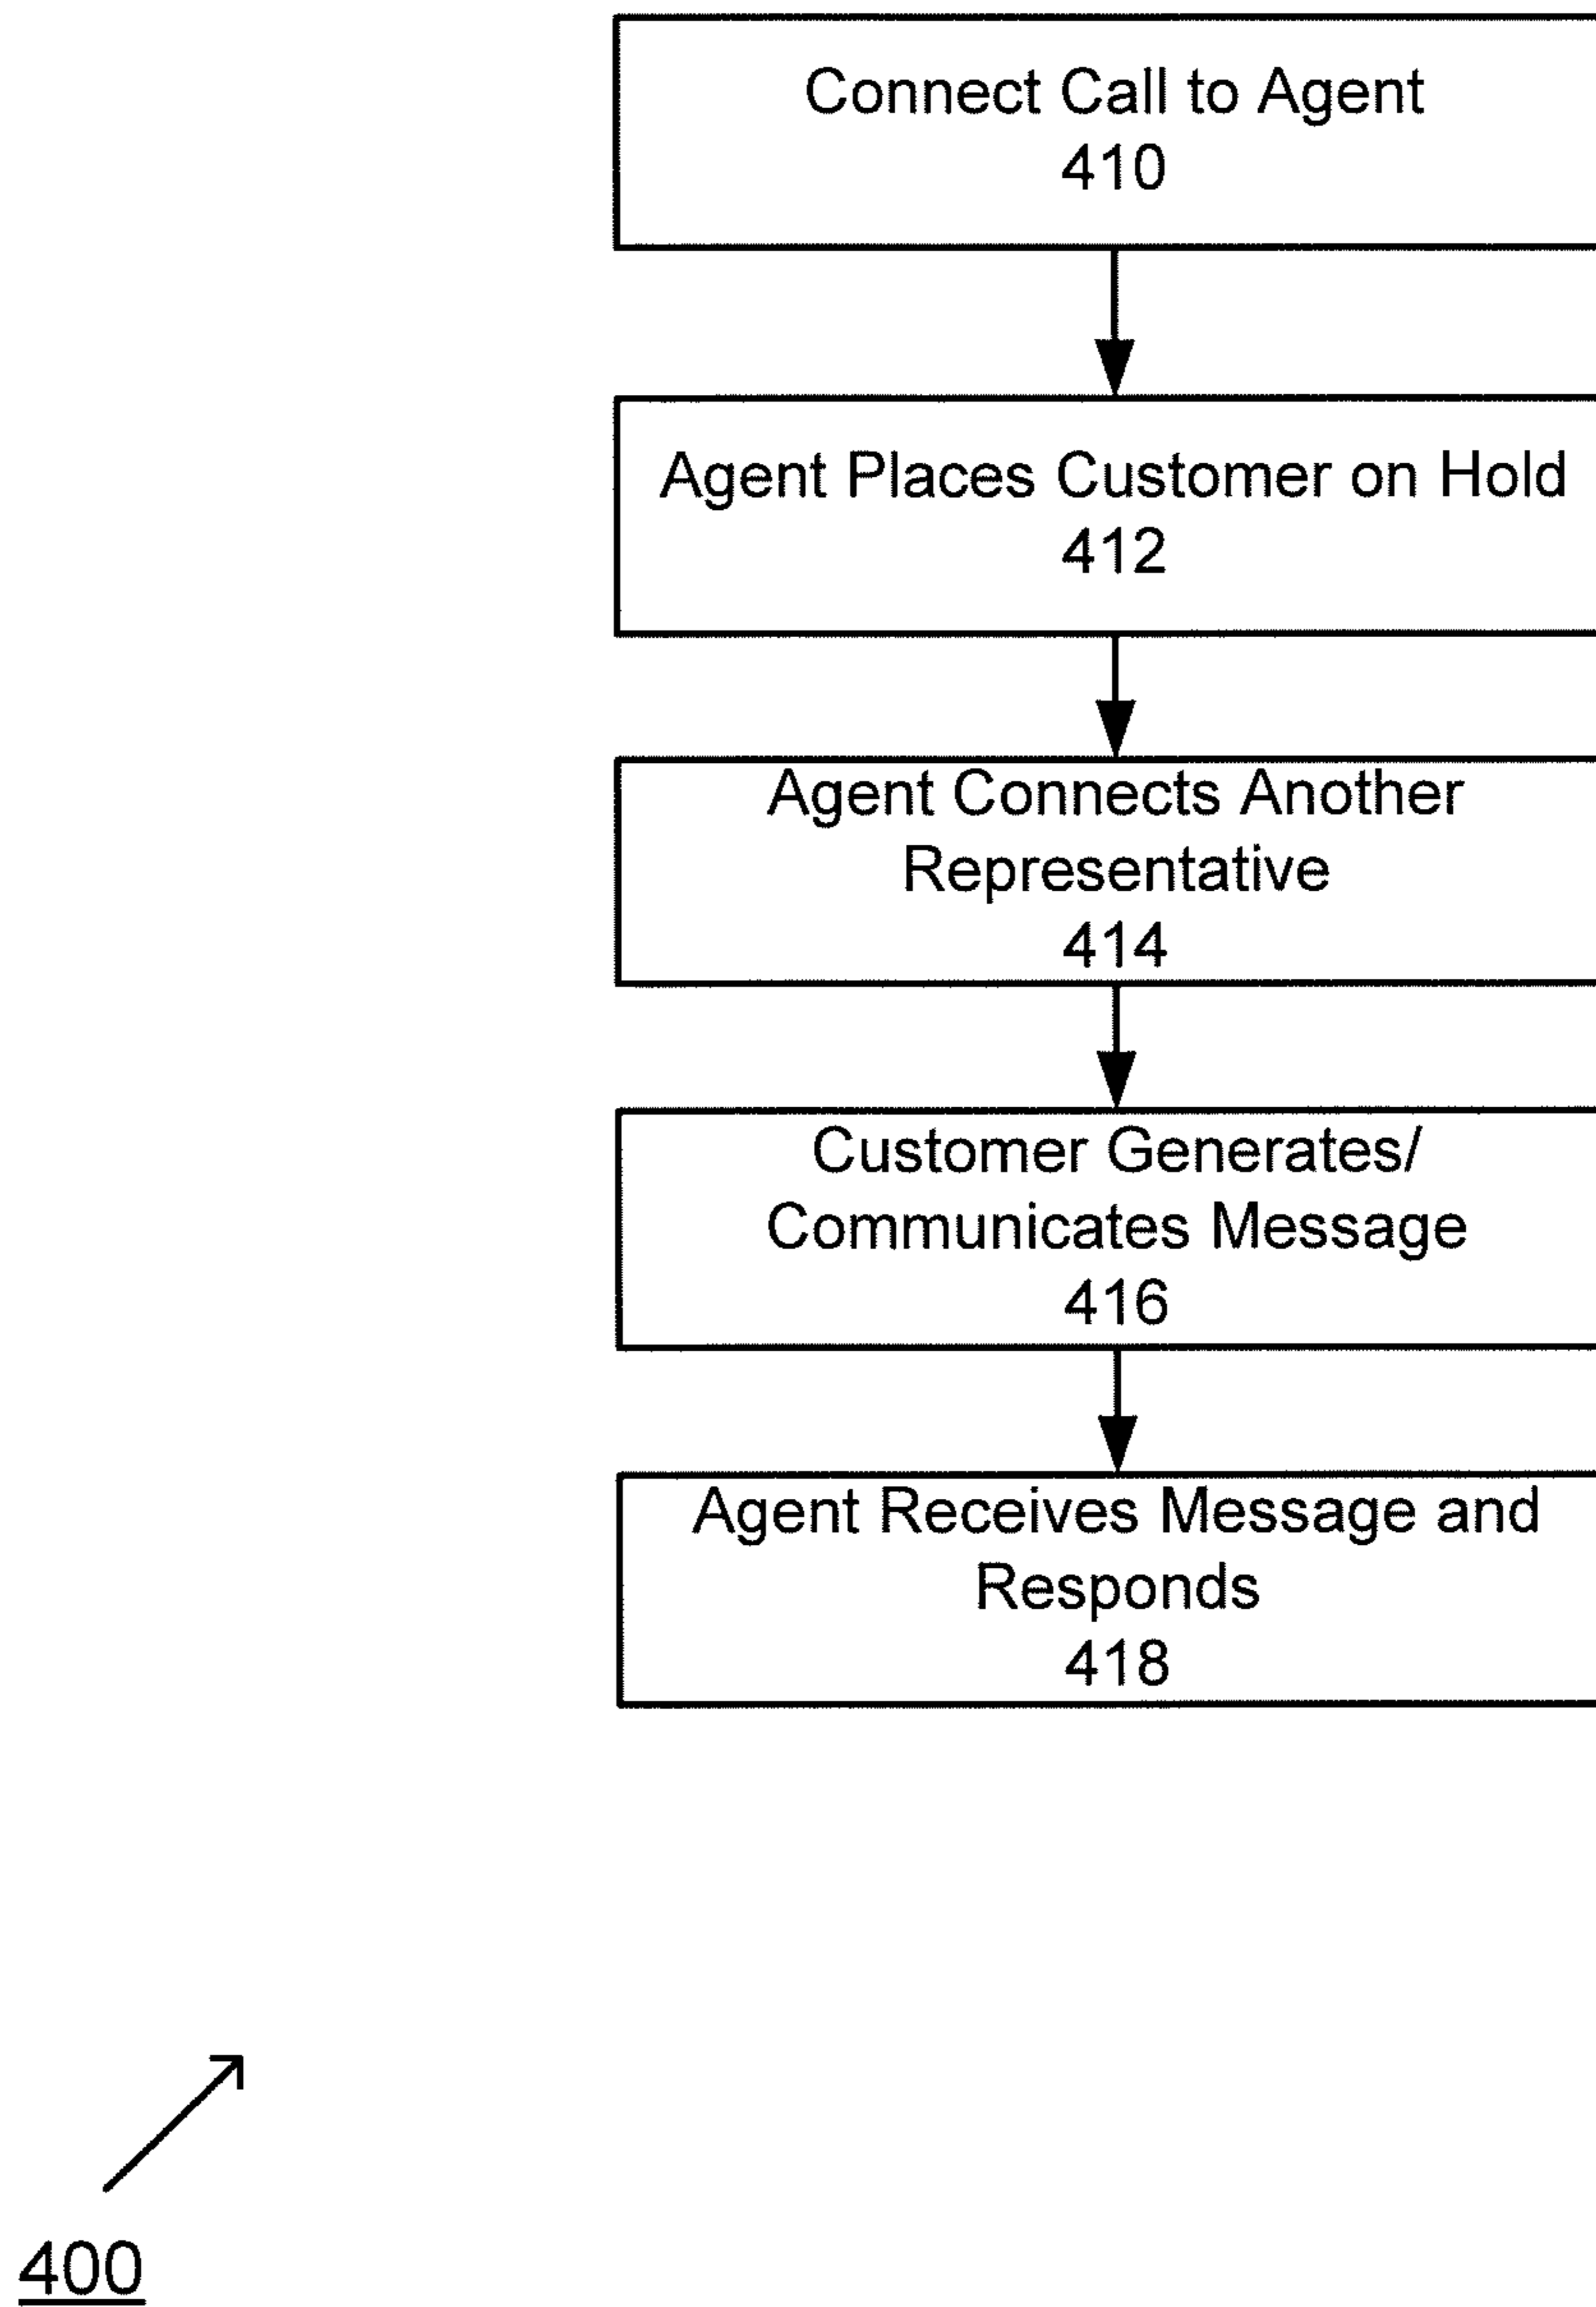 Connect Call to Agent
410
Agent Places Customer on Hold
412
Agent Connects Another
Representative
414
Customer Generates/
Communicates Message
416
Agent Receives Message and
Responds
418
400